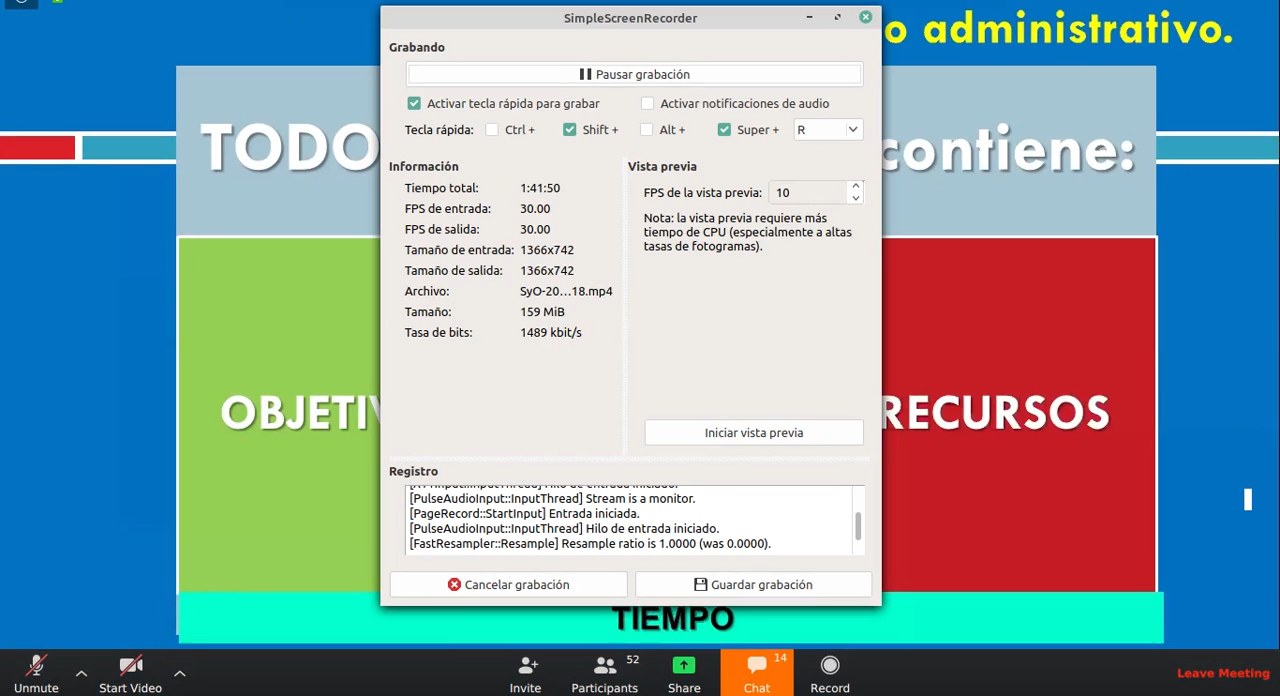 SimpleScreenRecorder
o administrativo.
Grabando
Pausar grabación
Activar tecla rápida para grabar
Activar notificaciones de audio
Tecla rápida: Ctrl + Shift + Alt + Super + R
TODO
contiene:
Información
Tiempo total: 1:41:50
FPS de entrada: 30.00
FPS de salida: 30.00
Tamaño de entrada: 1366x742
Tamaño de salida: 1366x742
Archivo: SyO-20...18.mp4
Tamaño: 159 MiB
Tasa de bits: 1489 kbit/s
Vista previa
FPS de la vista previa: 10
Nota: la vista previa requiere más
tiempo de CPU (especialmente a altas
tasas de fotogramas).
OBJETIV
RECURSOS
Iniciar vista previa
Registro
[PulseAudioInput::InputThread] Stream is a monitor.
[PageRecord::StartInput] Entrada iniciada.
[PulseAudioInput::InputThread] Hilo de entrada iniciado.
[FastResampler::Resample] Resample ratio is 1.0000 (was 0.0000).
Cancelar grabación
Guardar grabación
TIEMPO
Unmute
Start Video
Invite
Participants 52
Share
Chat 14
Record
Leave Meeting